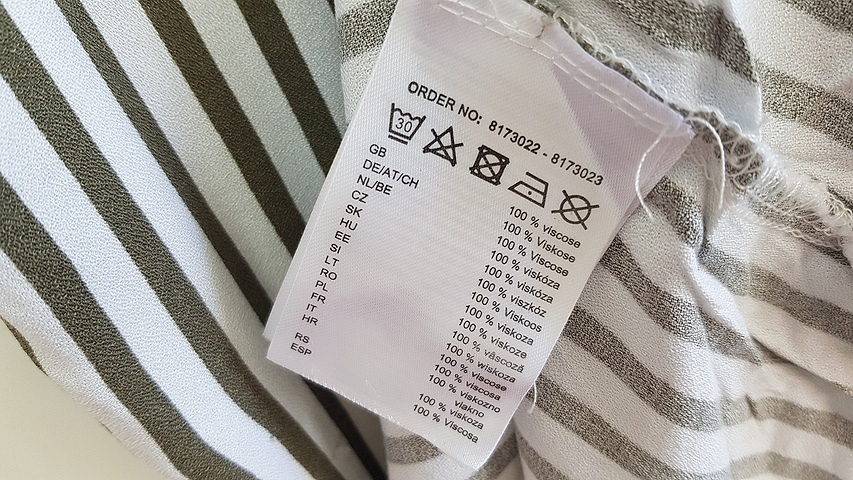 ORDER NO: 8173022 - 8173023
30
GB 100 % viscose
DE/AT/CH 100 % Viskose
NL/BE 100 % Viscose
CZ 100 % viskóza
SK 100 % viskóza
HU 100 % viszkóz
EE 100 % Viskoos
SI 100 % viskoza
LT 100 % viskozė
RO 100 % vâscoză
PL 100 % wiskoza
FR 100 % viscose
IT 100 % viscosa
HR 100 % viskozno
vlakno
RS 100 % viskoza
ESP 100 % Viscosa